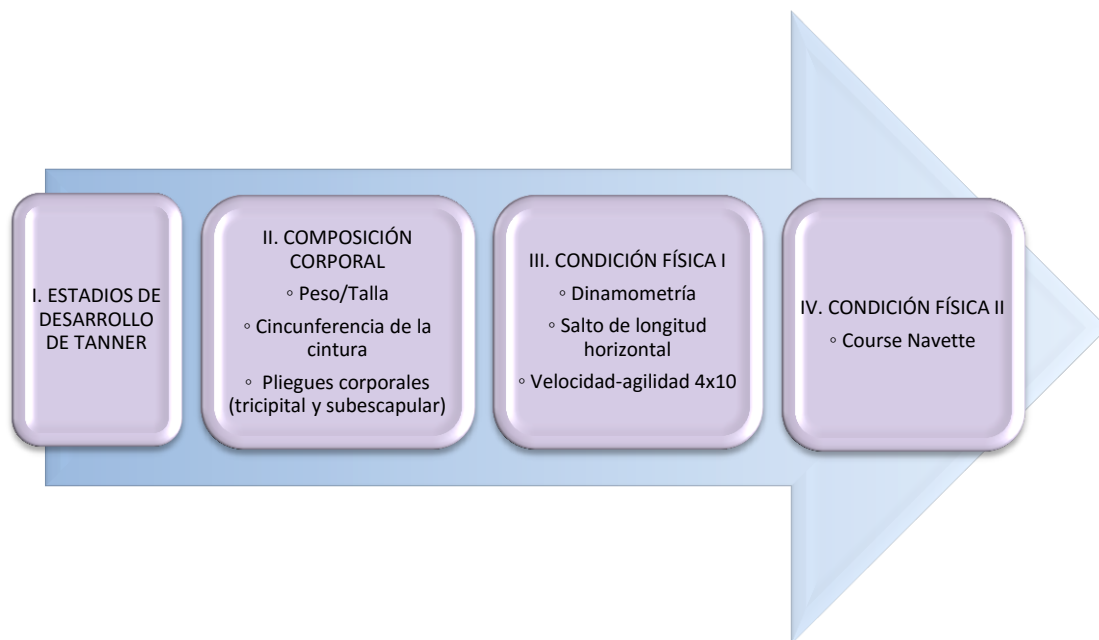 I. ESTADIOS DE
DESARROLLO
DE TANNER
II. COMPOSICIÓN
CORPORAL
◦ Peso/Talla
◦ Cincunferencia de la
cintura
◦ Pliegues corporales
(tricipital y subescapular)
III. CONDICIÓN FÍSICA I
◦ Dinamometría
◦ Salto de longitud
horizontal
◦ Velocidad-agilidad 4x10
IV. CONDICIÓN FÍSICA II
◦ Course Navette